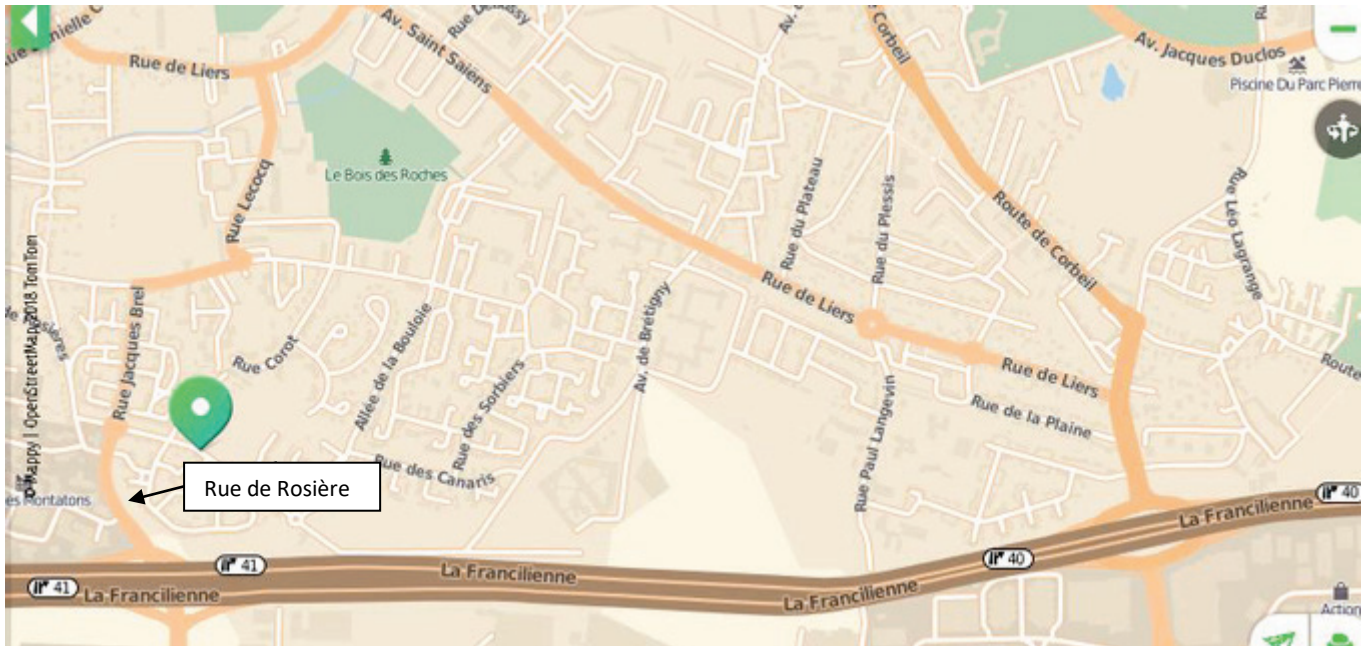 Rue de Liers
Av. Saint Saiens
Corbeil
Av. Jacques Duclos
Piscine Du Parc Pierre
Le Bois des Roches
Rue Lecocq
Rue du Plateau
Rue du Plessis
Route de Corbeil
Rue Léo Lagrange
Mappy | OpenStreetMap 2018 TomTom
Rue Jacques Brel
Rue Corot
Allée de la Bouloie
Rue des Sorbiers
Av. de Bretigny
Rue de Liers
Rue de Liers
Rue de la Plaine
Rue Paul Langevin
Route
Rue des Canaris
Rue de Rosière
es Montatons
41
41
La Francilienne
La Francilienne
La Francilienne
40
La Francilienne
40
Action